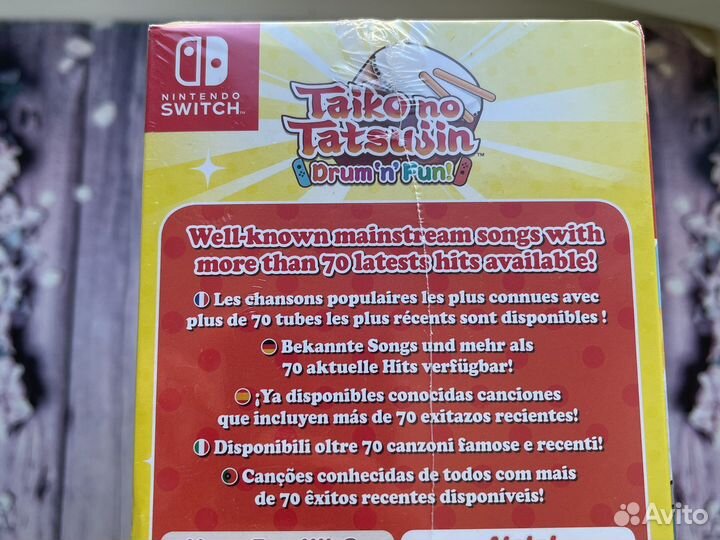 NINTENDO
SWITCH™
Taiko no
Tatsujin™
Drum 'n' Fun!
Well-known mainstream songs with
more than 70 latests hits available!
Les chansons populaires les plus connues avec
plus de 70 tubes les plus récents sont disponibles !
Bekannte Songs und mehr als
70 aktuelle Hits verfügbar!
¡Ya disponibles conocidas canciones
que incluyen más de 70 exitazos recientes!
Disponibili oltre 70 canzoni famose e recenti!
Canções conhecidas de todos com mais
de 70 êxitos recentes disponíveis!
Avito